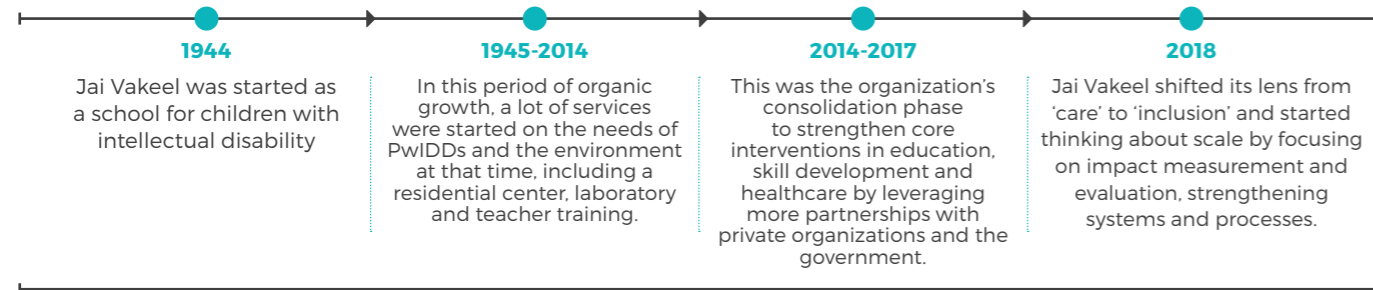 1944
Jai Vakeel was started as
a school for children with
intellectual disability
1945-2014
In this period of organic
growth, a lot of services
were started on the needs of
PwIDDs and the environment
at that time, including a
residential center, laboratory
and teacher training.
2014-2017
This was the organization's
consolidation phase
to strengthen core
interventions in education,
skill development and
healthcare by leveraging
more partnerships with
private organizations and the
government.
2018
Jai Vakeel shifted its lens from
‘care’ to ‘inclusion’ and started
thinking about scale by focusing
on impact measurement and
evaluation, strengthening
systems and processes.